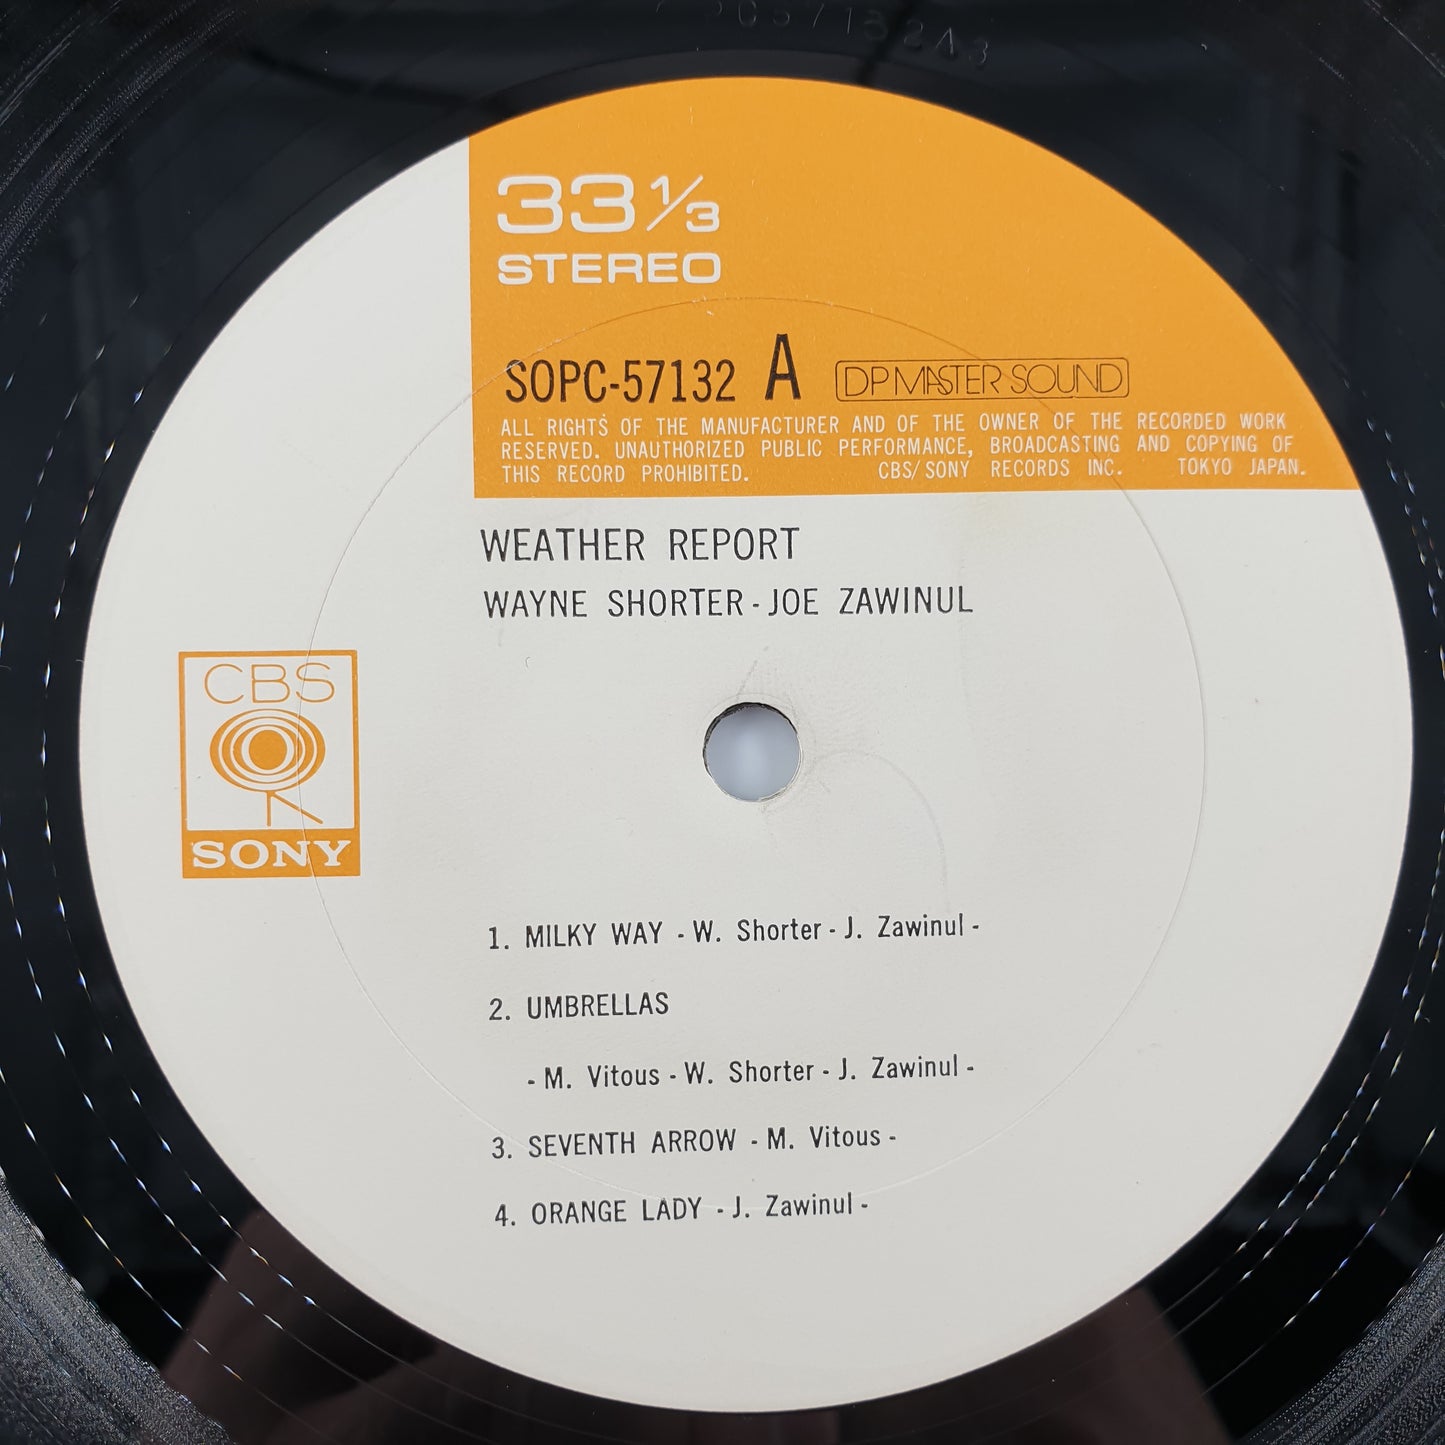 33 1/3
STEREO
SOPC-57132 A DP MASTER SOUND
ALL RIGHTS OF THE MANUFACTURER AND OF THE OWNER OF THE RECORDED WORK
RESERVED. UNAUTHORIZED PUBLIC PERFORMANCE, BROADCASTING AND COPYING OF
THIS RECORD PROHIBITED. CBS/SONY RECORDS INC. TOKYO JAPAN.
WEATHER REPORT
WAYNE SHORTER - JOE ZAWINUL
CBS
SONY
1. MILKY WAY - W. Shorter - J. Zawinul -
2. UMBRELLAS
- M. Vitous - W. Shorter - J. Zawinul -
3. SEVENTH ARROW - M. Vitous -
4. ORANGE LADY - J. Zawinul -